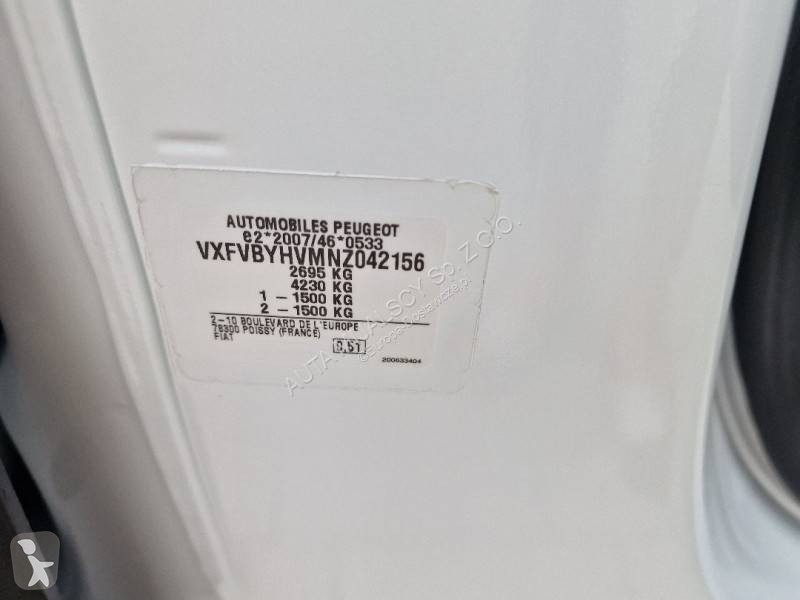 AUTOMOBILES PEUGEOT
e2*2007/46*0533
VXFVBYHVMNZ042156
2695 KG
4230 KG
1 - 1500 KG
2 - 1500 KG
2-10 BOULEVARD DE L'EUROPE
78300 POISSY (FRANCE)
FIAT
0,51
200633404
Sp. z o.o.